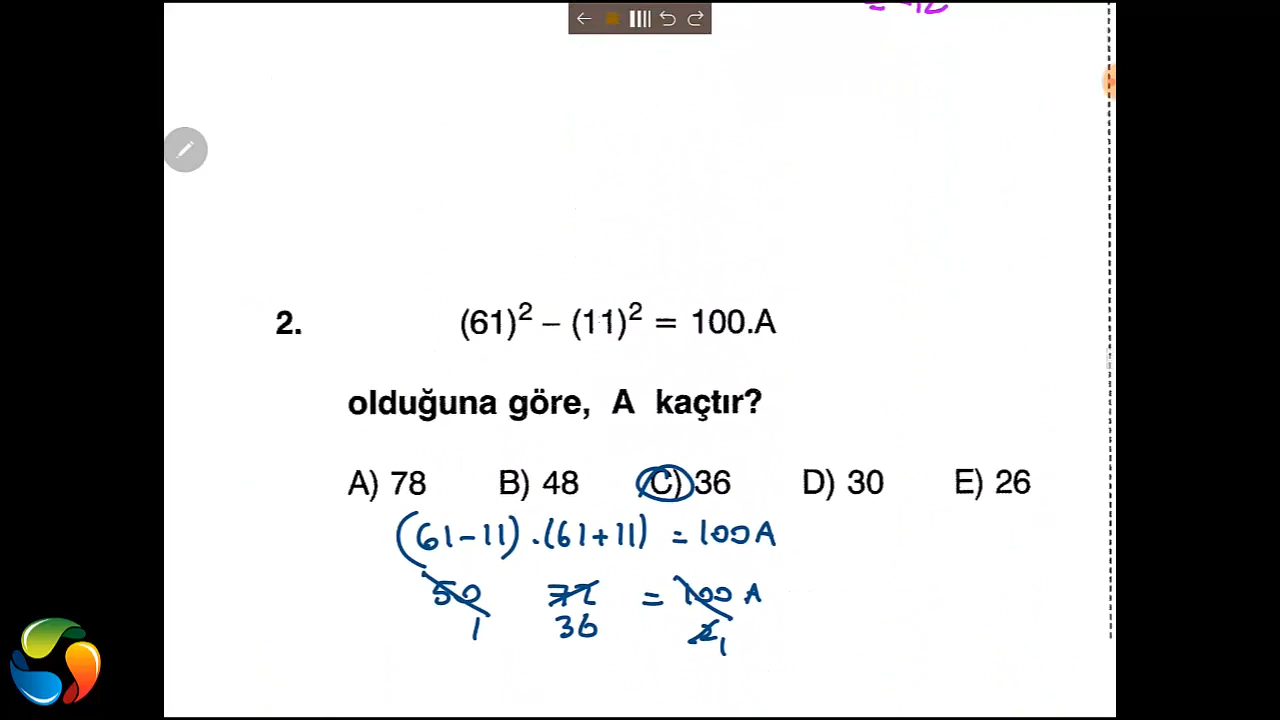 = -12
2. (61)² – (11)² = 100.A
olduğuna göre, A kaçtır?
A) 78 B) 48 C) 36 D) 30 E) 26
(61-11).(61+11) = 100A
50 72 = 100 A
1 36 2 1